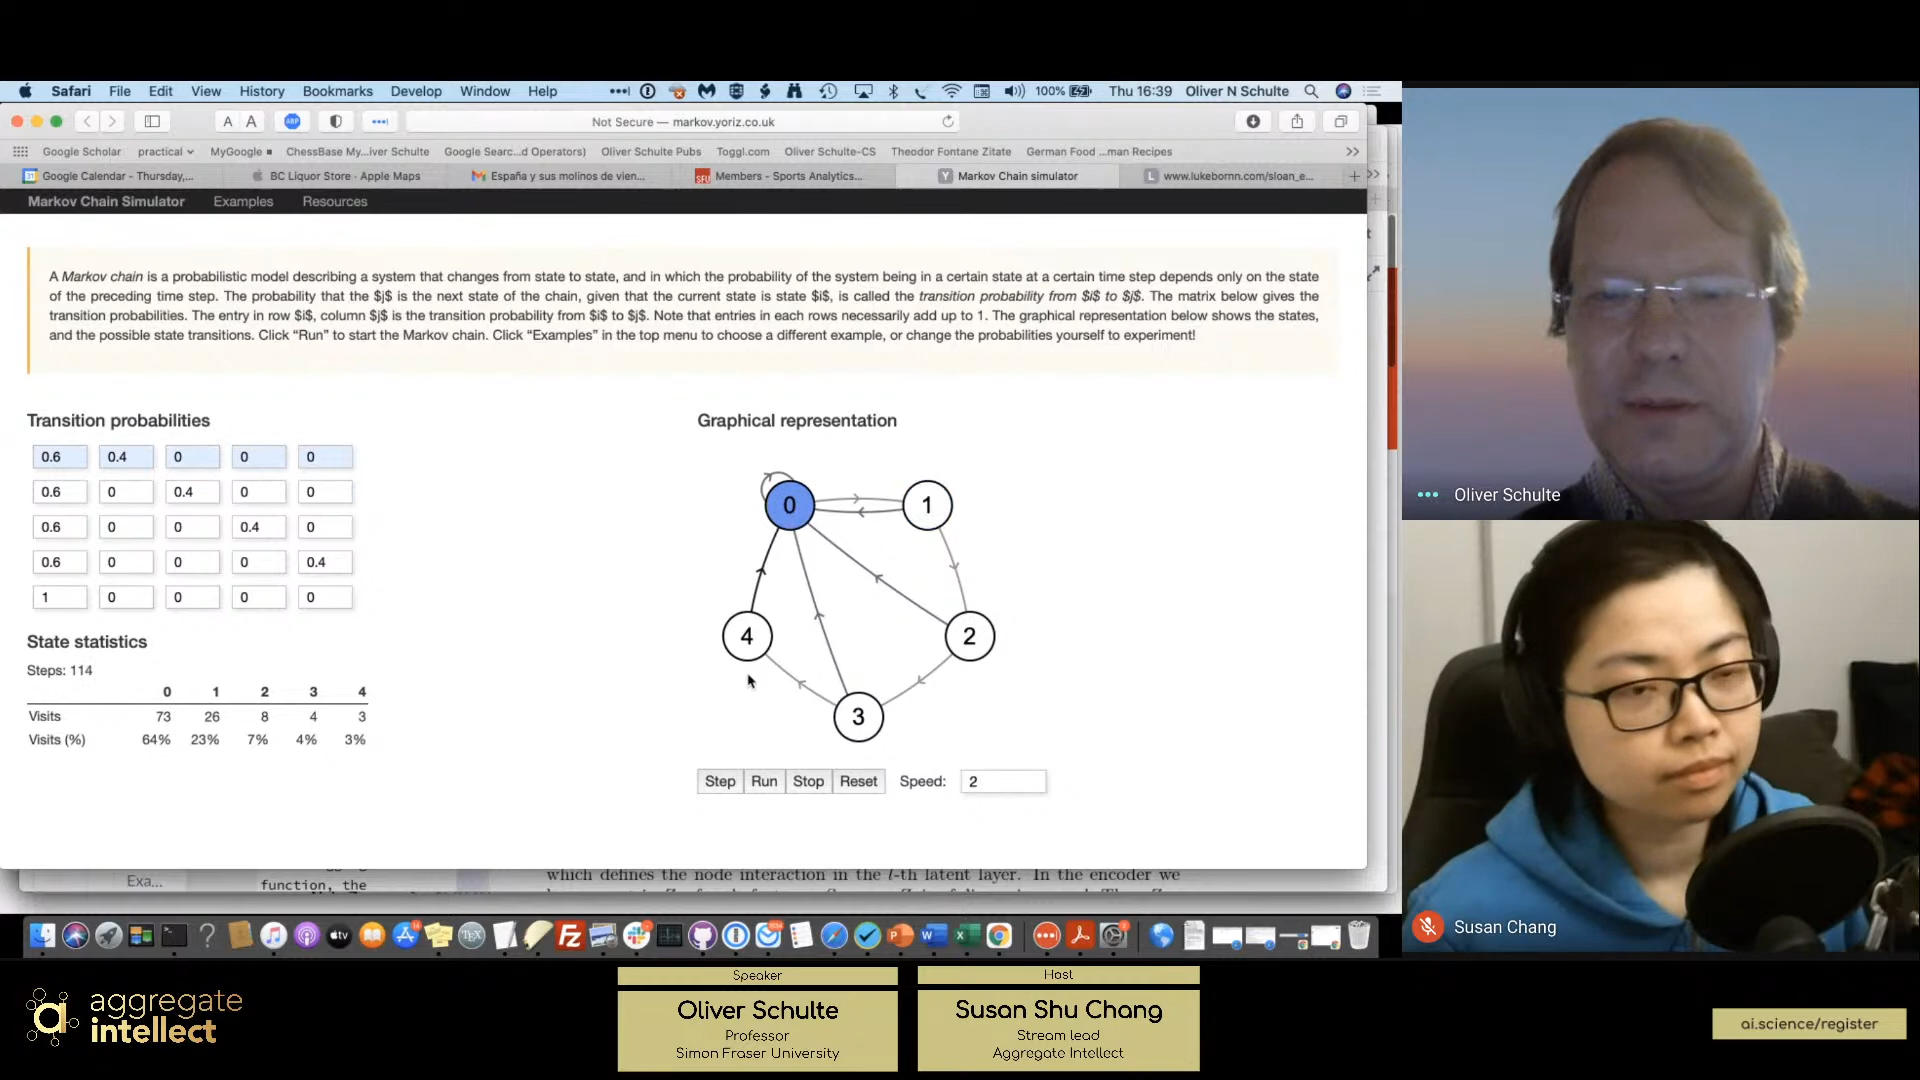 Safari File Edit View History Bookmarks Develop Window Help 100% Thu 16:39 Oliver N Schulte
A A ABP Not Secure — markov.yoriz.co.uk
Google Scholar practical MyGoogle ChessBase My...iver Schulte Google Searc...d Operators) Oliver Schulte Pubs Toggl.com Oliver Schulte-CS Theodor Fontane Zitate German Food ...man Recipes >>
Google Calendar - Thursday,... BC Liquor Store - Apple Maps España y sus molinos de vien... SFU Members - Sports Analytics... Y Markov Chain simulator L www.lukebornn.com/sloan_e... +
Markov Chain Simulator Examples Resources
A Markov chain is a probabilistic model describing a system that changes from state to state, and in which the probability of the system being in a certain state at a certain time step depends only on the state
of the preceding time step. The probability that the $j$ is the next state of the chain, given that the current state is state $i$, is called the transition probability from $i$ to $j$. The matrix below gives the
transition probabilities. The entry in row $i$, column $j$ is the transition probability from $i$ to $j$. Note that entries in each rows necessarily add up to 1. The graphical representation below shows the states,
and the possible state transitions. Click “Run” to start the Markov chain. Click “Examples” in the top menu to choose a different example, or change the probabilities yourself to experiment!
Transition probabilities
0.6 0.4 0 0 0
0.6 0 0.4 0 0
0.6 0 0 0.4 0
0.6 0 0 0 0.4
1 0 0 0 0
State statistics
Steps: 114
0 1 2 3 4
Visits 73 26 8 4 3
Visits (%) 64% 23% 7% 4% 3%
Graphical representation
0 1
4 2
3
Step Run Stop Reset Speed: 2
Exa...
function, the
which defines the node interaction in the l-th latent layer. In the encoder we
Oliver Schulte
Susan Chang
aggregate
intellect
Speaker
Oliver Schulte
Professor
Simon Fraser University
Host
Susan Shu Chang
Stream lead
Aggregate Intellect
ai.science/register